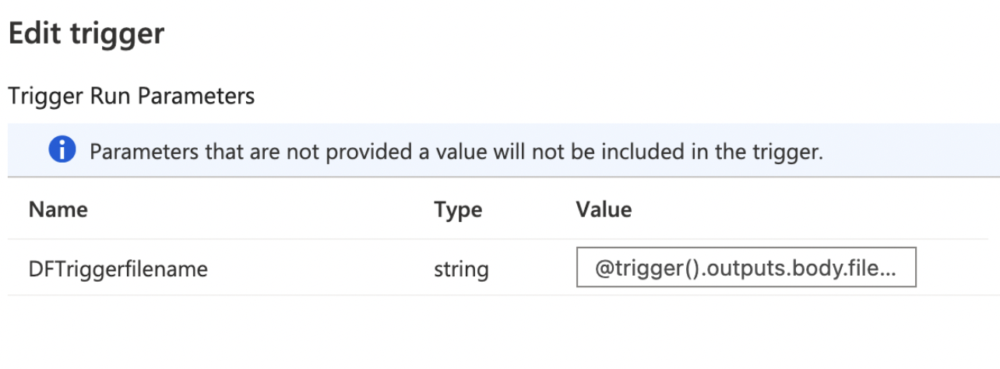 Edit trigger
Trigger Run Parameters
Parameters that are not provided a value will not be included in the trigger.
Name Type Value
DFTriggerfilename string @trigger().outputs.body.file...